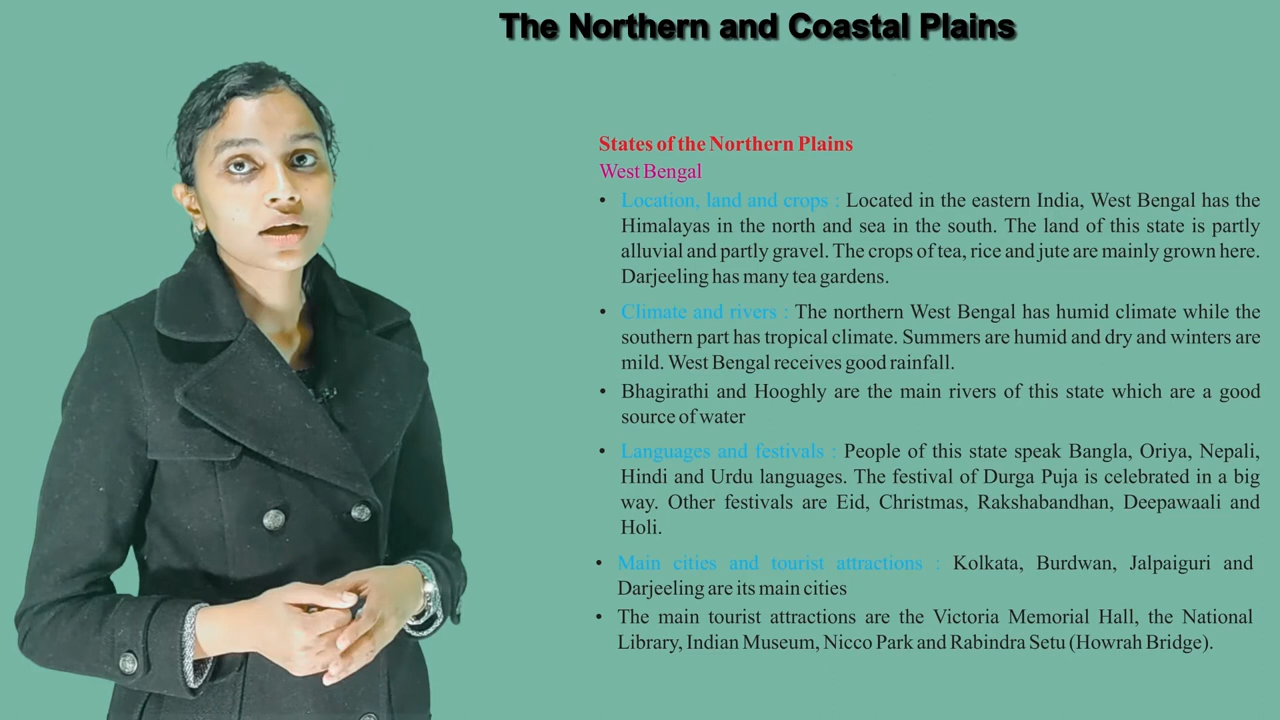 The Northern and Coastal Plains
States of the Northern Plains
West Bengal
• Location, land and crops : Located in the eastern India, West Bengal has the
Himalayas in the north and sea in the south. The land of this state is partly
alluvial and partly gravel. The crops of tea, rice and jute are mainly grown here.
Darjeeling has many tea gardens.
• Climate and rivers : The northern West Bengal has humid climate while the
southern part has tropical climate. Summers are humid and dry and winters are
mild. West Bengal receives good rainfall.
• Bhagirathi and Hooghly are the main rivers of this state which are a good
source of water
• Languages and festivals : People of this state speak Bangla, Oriya, Nepali,
Hindi and Urdu languages. The festival of Durga Puja is celebrated in a big
way. Other festivals are Eid, Christmas, Rakshabandhan, Deepawaali and
Holi.
• Main cities and tourist attractions : Kolkata, Burdwan, Jalpaiguri and
Darjeeling are its main cities
• The main tourist attractions are the Victoria Memorial Hall, the National
Library, Indian Museum, Nicco Park and Rabindra Setu (Howrah Bridge).